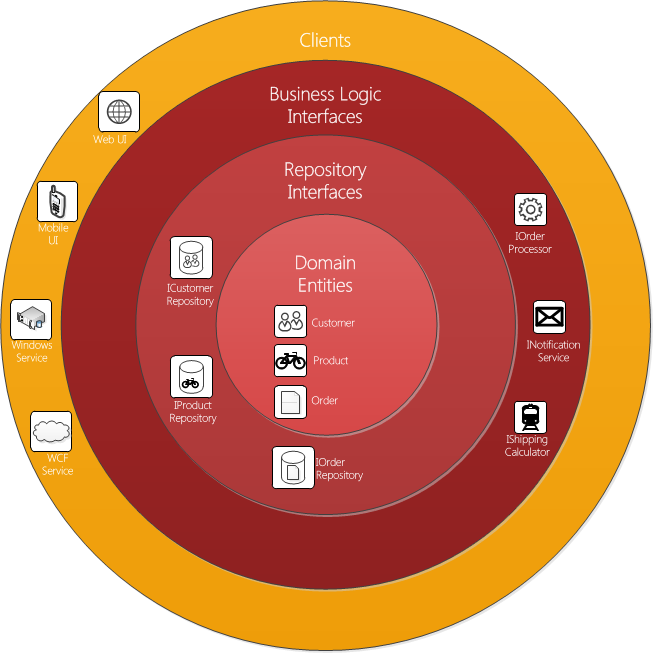 Clients
Business Logic
Interfaces
Repository
Interfaces
Domain
Entities
Customer
Product
Order
ICustomer
Repository
IProduct
Repository
IOrder
Repository
IOrder
Processor
INotification
Service
IShipping
Calculator
Web UI
Mobile
UI
Windows
Service
WCF
Service